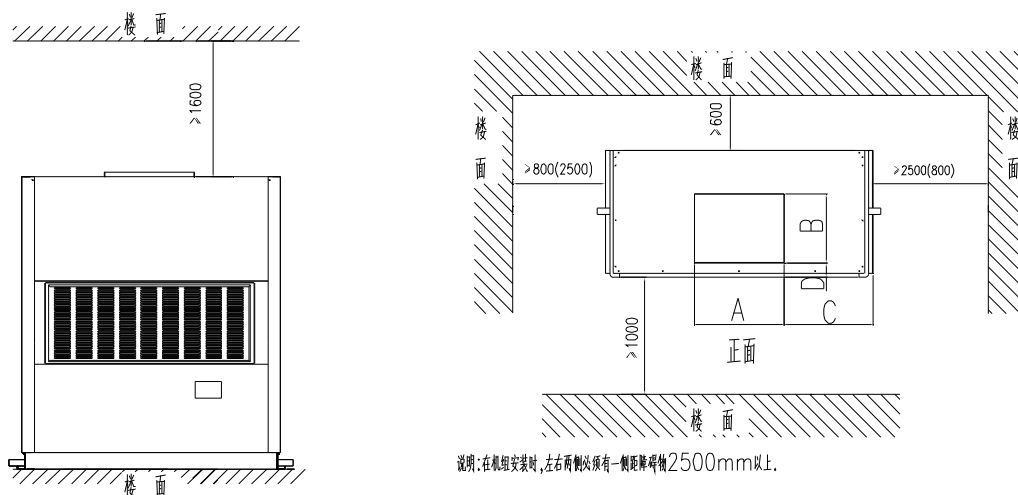 楼 面
≥1600
楼 面
楼 面
≥600
楼
面
楼
面
≥800(2500)
≥2500(800)
B
D
A
C
≥1000
正面
楼 面
说明:在机组安装时,左右两侧必须有一侧距障碍物2500mm以上.